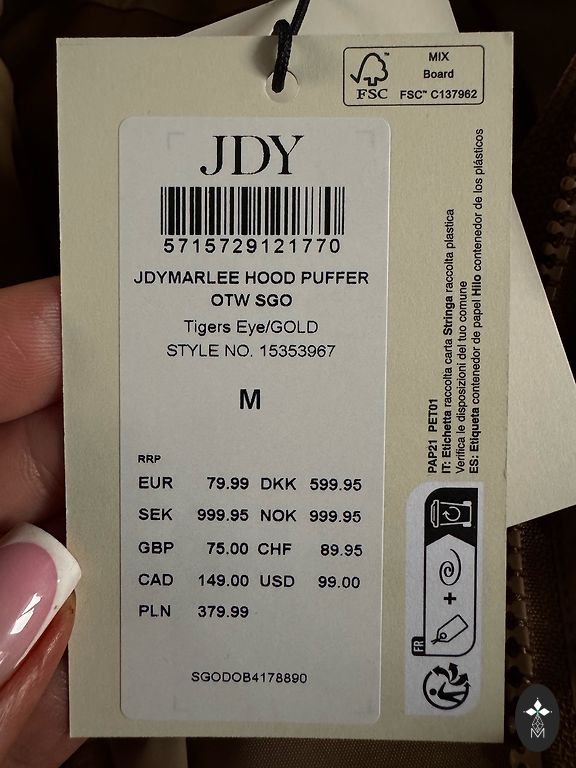 MIX
Board
FSC™ C137962
FSC
JDY
5715729121770
JDYMARLEE HOOD PUFFER
OTW SGO
Tigers Eye/GOLD
STYLE NO. 15353967
M
RRP
EUR 79.99 DKK 599.95
SEK 999.95 NOK 999.95
GBP 75.00 CHF 89.95
CAD 149.00 USD 99.00
PLN 379.99
SGODOB4178890
PAP21 PET01
IT: Etichetta raccolta carta Stringa raccolta plastica
Verifica le disposizioni del tuo comune
ES: Etiqueta contenedor de papel Hilo contenedor de los plásticos
FR
+
M